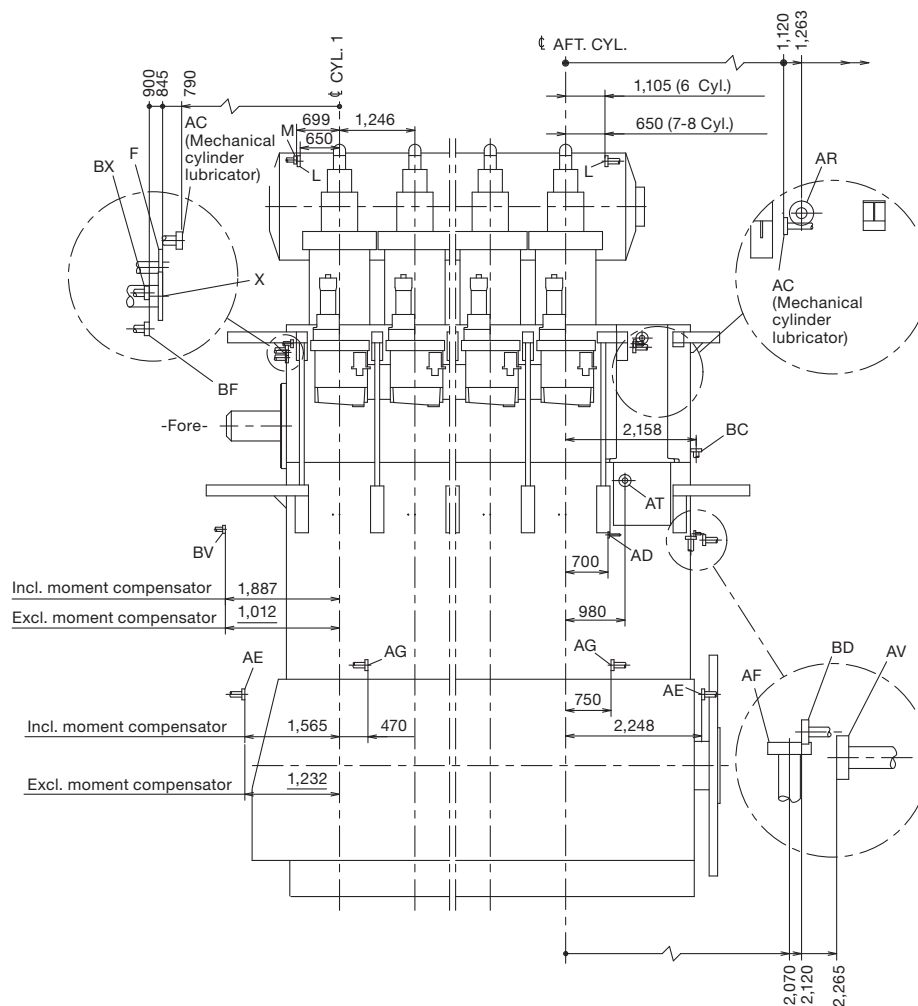 ℄ CYL. 1
℄ AFT. CYL.
1,120
1,263
900
845
790
AC
(Mechanical
cylinder
lubricator)
F
BX
M
699
1,246
650
L
1,105 (6 Cyl.)
650 (7-8 Cyl.)
L
AR
X
AC
(Mechanical
cylinder
lubricator)
BF
-Fore-
2,158
BC
AT
BV
AD
700
Incl. moment compensator
1,887
Excl. moment compensator
1,012
980
AE
AG
AG
AE
BD
AV
AF
750
Incl. moment compensator
1,565
470
2,248
Excl. moment compensator
1,232
2,070
2,120
2,265